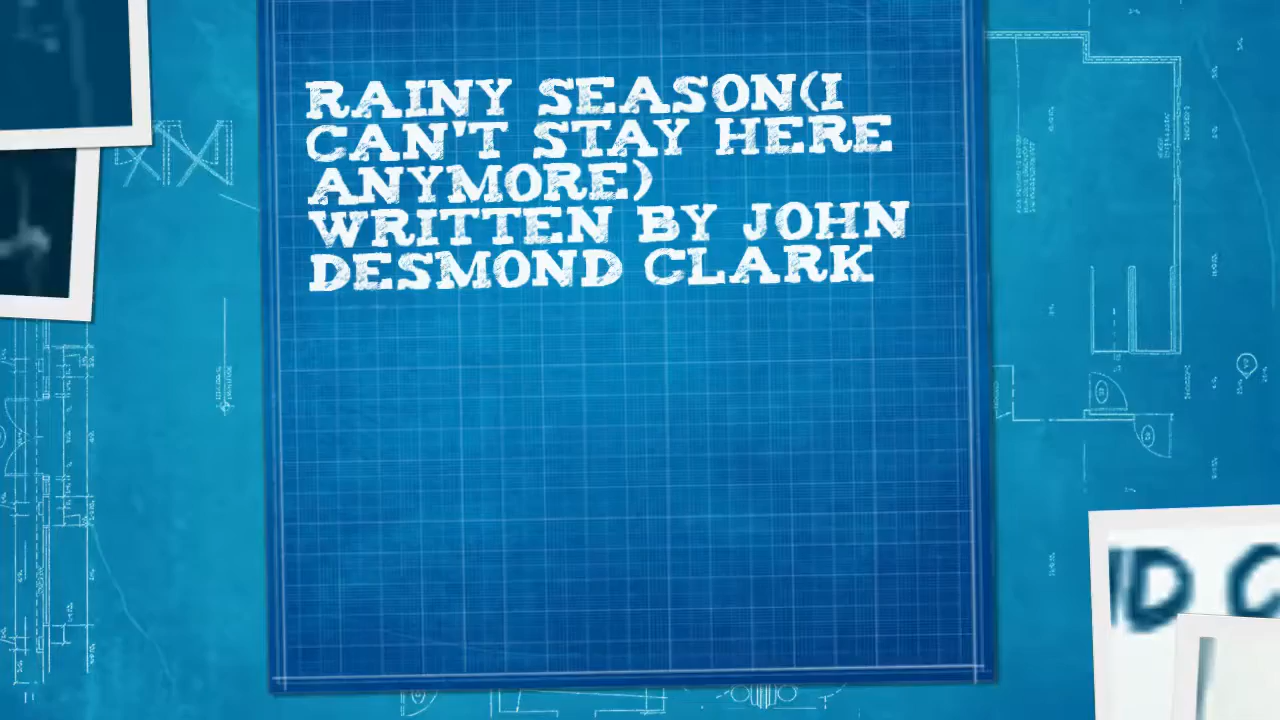 RAINY SEASON(I
CAN'T STAY HERE
ANYMORE)
WRITTEN BY JOHN
DESMOND CLARK